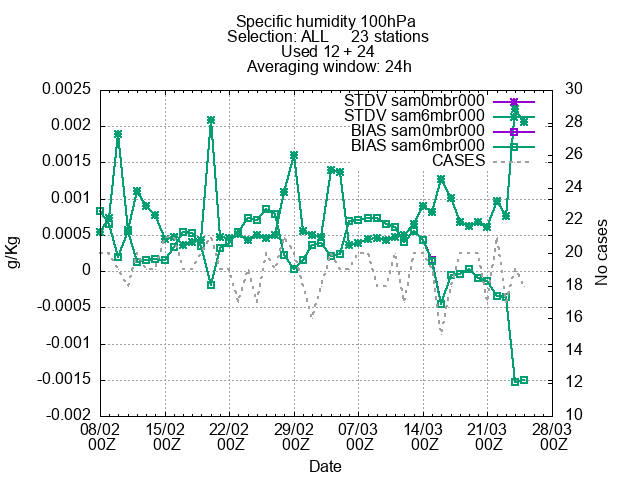 Specific humidity 100hPa
Selection: ALL 23 stations
Used 12 + 24
Averaging window: 24h
STDV sam0mbr000
STDV sam6mbr000
BIAS sam0mbr000
BIAS sam6mbr000
CASES
g/Kg
0.0025
0.002
0.0015
0.001
0.0005
0
-0.0005
-0.001
-0.0015
-0.002
No cases
30
28
26
24
22
20
18
16
14
12
10
08/02 15/02 22/02 29/02 07/03 14/03 21/03 28/03
00Z 00Z 00Z 00Z 00Z 00Z 00Z 00Z
Date